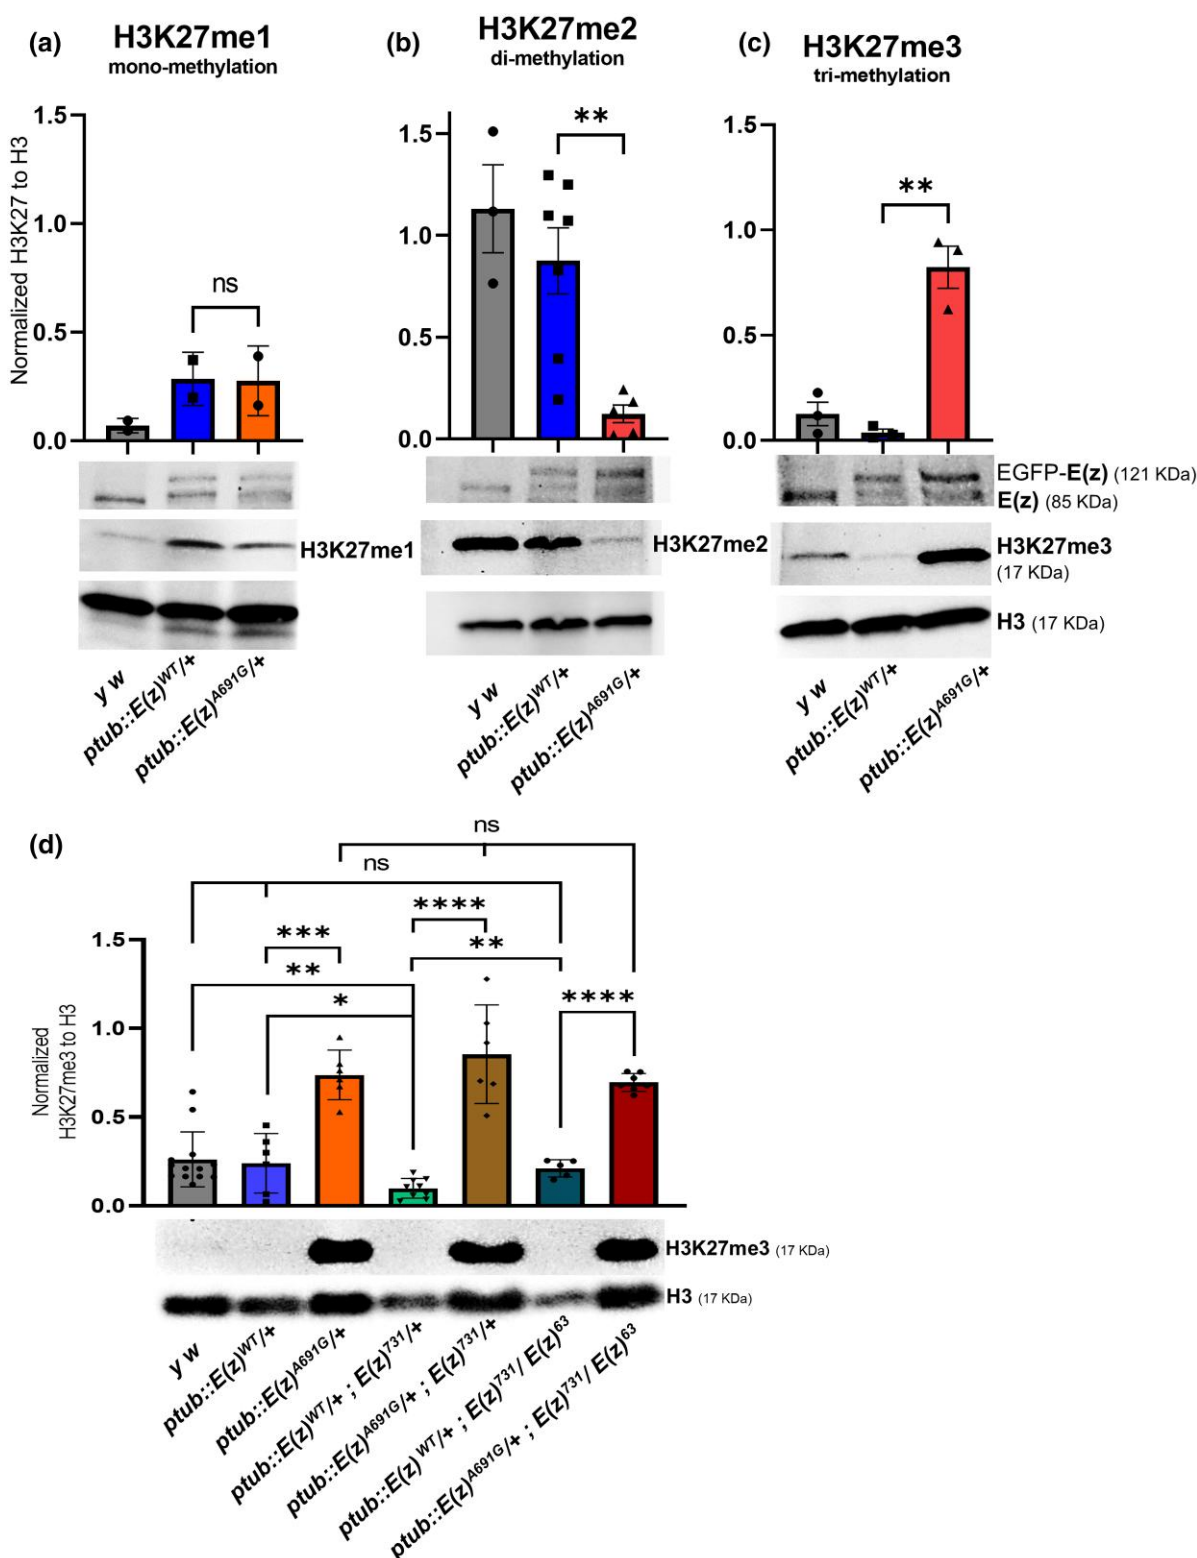 (a)
H3K27me1
mono-methylation
Normalized H3K27 to H3
1.5
1.0
0.5
0.0
ns
H3K27me1
y w
ptub::E(z)^WT/+
ptub::E(z)^A691G/+
(b)
H3K27me2
di-methylation
1.5
1.0
0.5
0.0
**
H3K27me2
y w
ptub::E(z)^WT/+
ptub::E(z)^A691G/+
(c)
H3K27me3
tri-methylation
1.5
1.0
0.5
0.0
**
EGFP-E(z) (121 KDa)
E(z) (85 KDa)
H3K27me3
(17 KDa)
H3 (17 KDa)
y w
ptub::E(z)^WT/+
ptub::E(z)^A691G/+
(d)
Normalized
H3K27me3 to H3
1.5
1.0
0.5
0.0
ns
ns
****
***
**
**
*
****
H3K27me3 (17 KDa)
H3 (17 KDa)
y w
ptub::E(z)^WT/+
ptub::E(z)^A691G/+
ptub::E(z)^WT/+ ; E(z)^731/+
ptub::E(z)^A691G/+ ; E(z)^731/+
ptub::E(z)^WT/+ ; E(z)^731/ E(z)^63
ptub::E(z)^A691G/+ ; E(z)^731/ E(z)^63